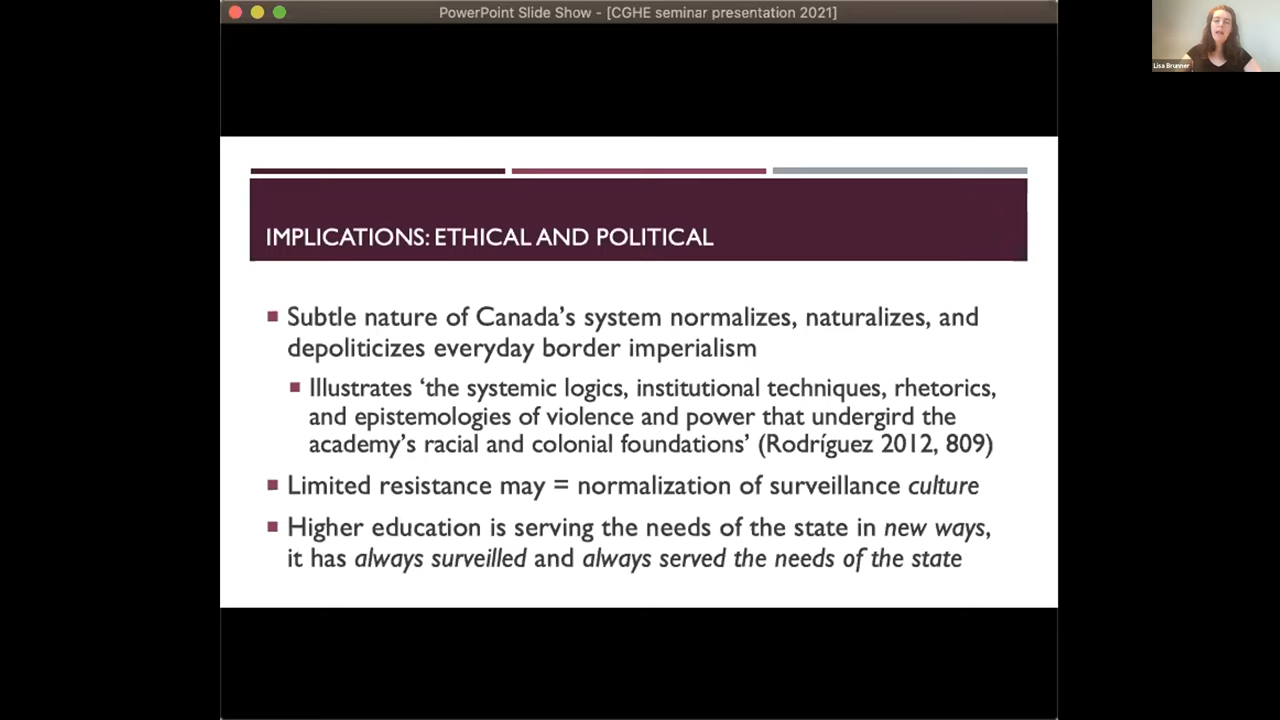 PowerPoint Slide Show - [CGHE seminar presentation 2021]
Lisa Brunner
IMPLICATIONS: ETHICAL AND POLITICAL
Subtle nature of Canada's system normalizes, naturalizes, and
depoliticizes everyday border imperialism
Illustrates ‘the systemic logics, institutional techniques, rhetorics,
and epistemologies of violence and power that undergird the
academy's racial and colonial foundations’ (Rodríguez 2012, 809)
Limited resistance may = normalization of surveillance culture
Higher education is serving the needs of the state in new ways,
it has always surveilled and always served the needs of the state